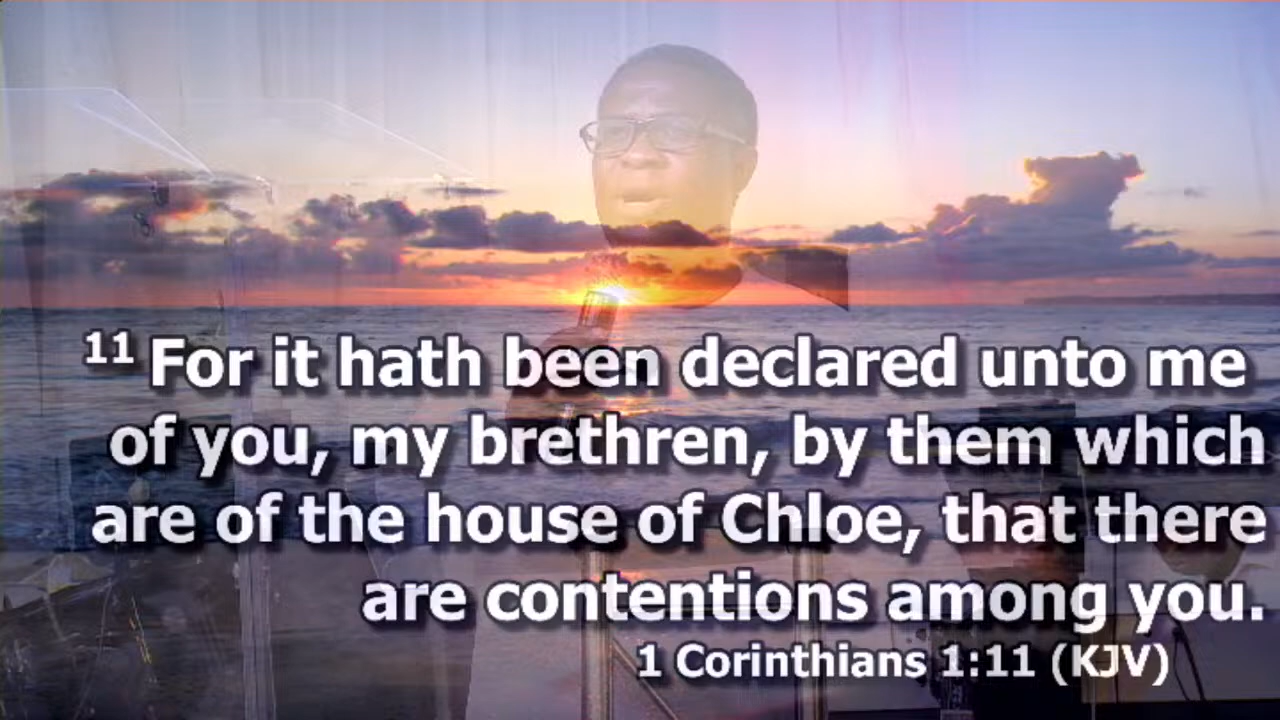 11 For it hath been declared unto me
of you, my brethren, by them which
are of the house of Chloe, that there
are contentions among you.
1 Corinthians 1:11 (KJV)